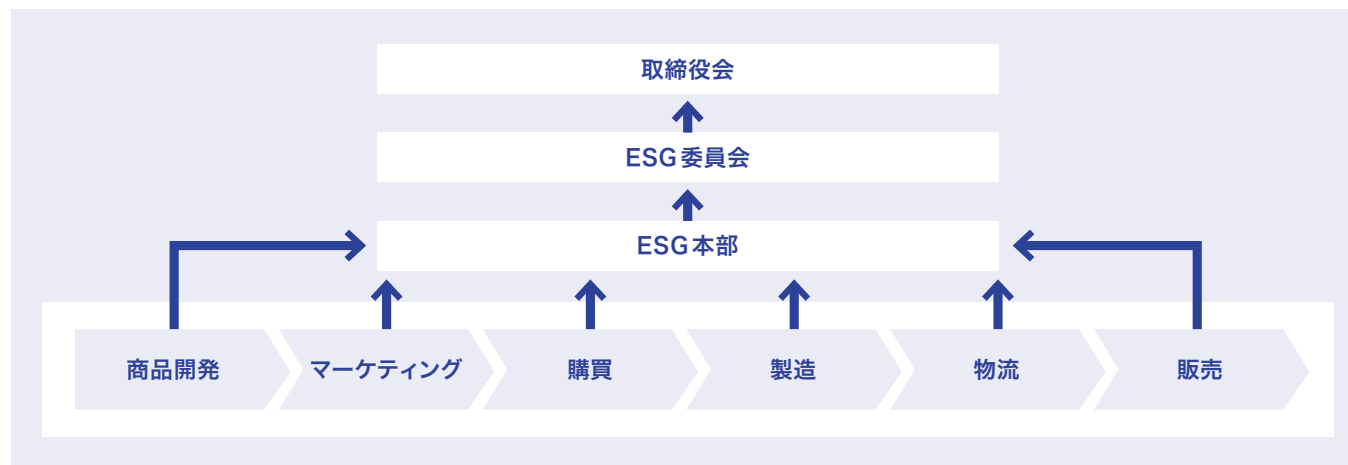 取締役会
ESG委員会
ESG本部
商品開発
マーケティング
購買
製造
物流
販売